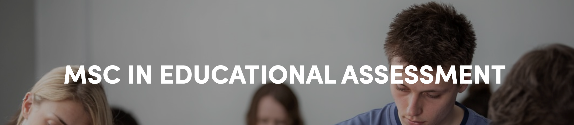 MSC IN EDUCATIONAL ASSESSMENT